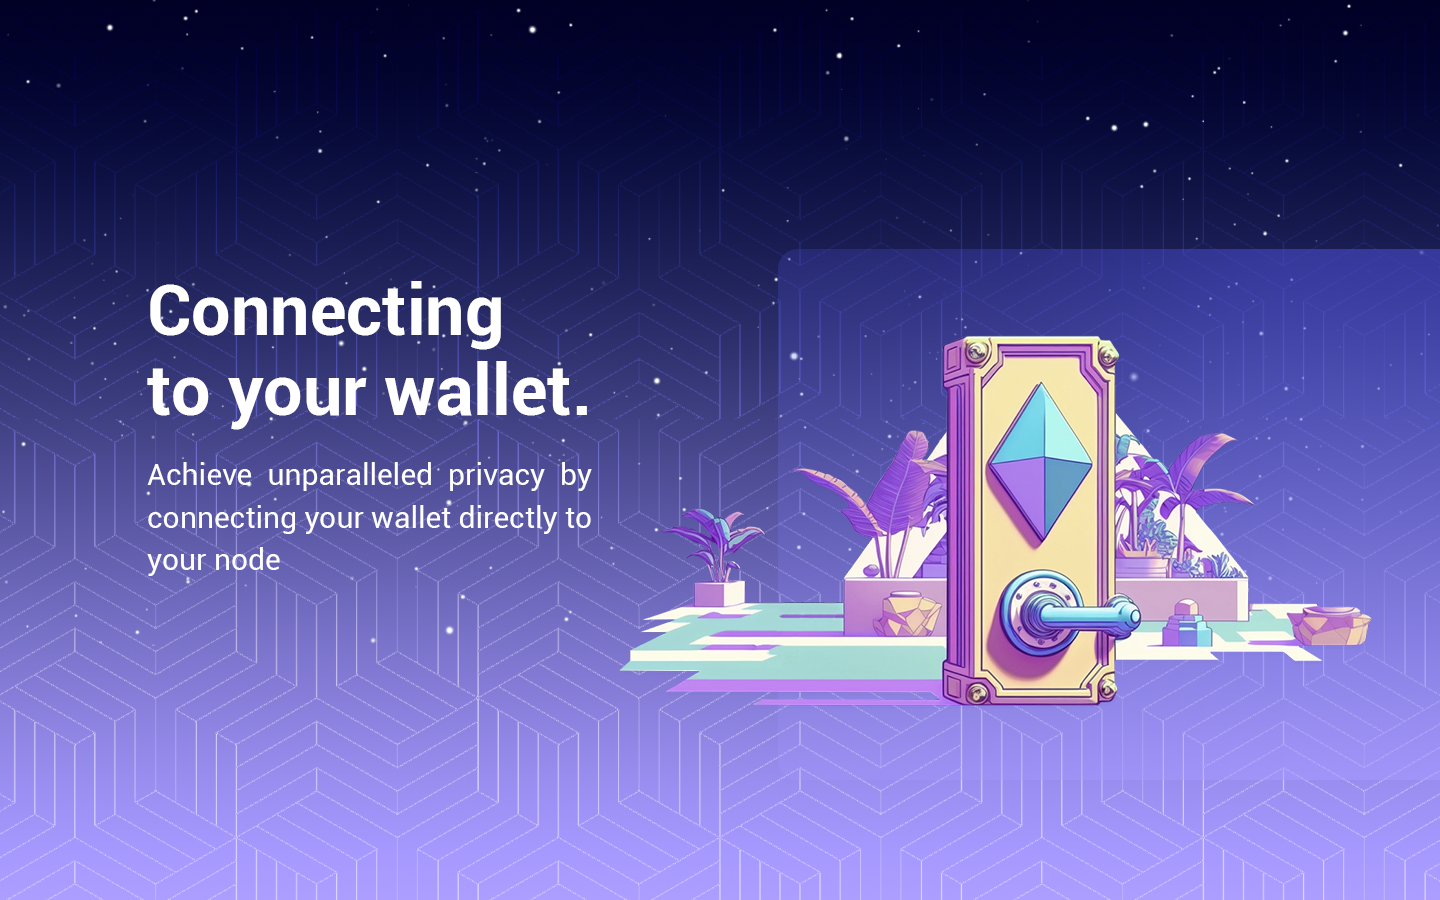 Connecting
to your wallet.
Achieve unparalleled privacy by
connecting your wallet directly to
your node